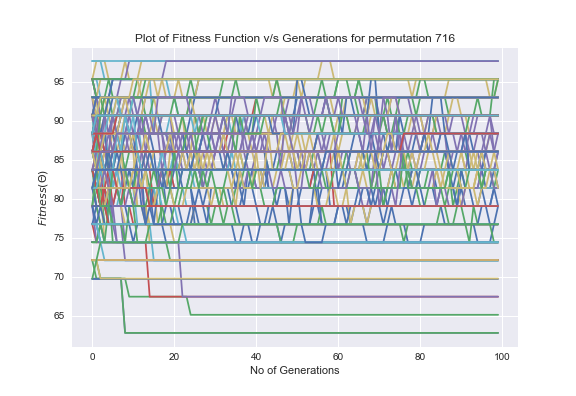 Plot of Fitness Function v/s Generations for permutation 716
Fitness(Θ)
95
90
85
80
75
70
65
0 20 40 60 80 100
No of Generations